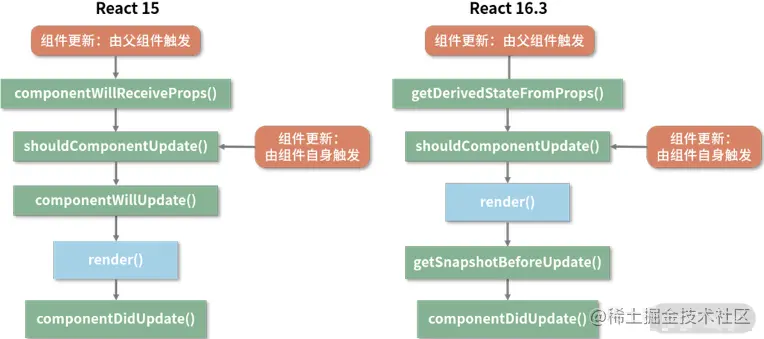 React 15
组件更新：由父组件触发
componentWillReceiveProps()
shouldComponentUpdate()
组件更新：
由组件自身触发
componentWillUpdate()
render()
componentDidUpdate()
React 16.3
组件更新：由父组件触发
getDerivedStateFromProps()
shouldComponentUpdate()
组件更新：
由组件自身触发
render()
getSnapshotBeforeUpdate()
componentDidUpdate()
@稀土掘金技术社区